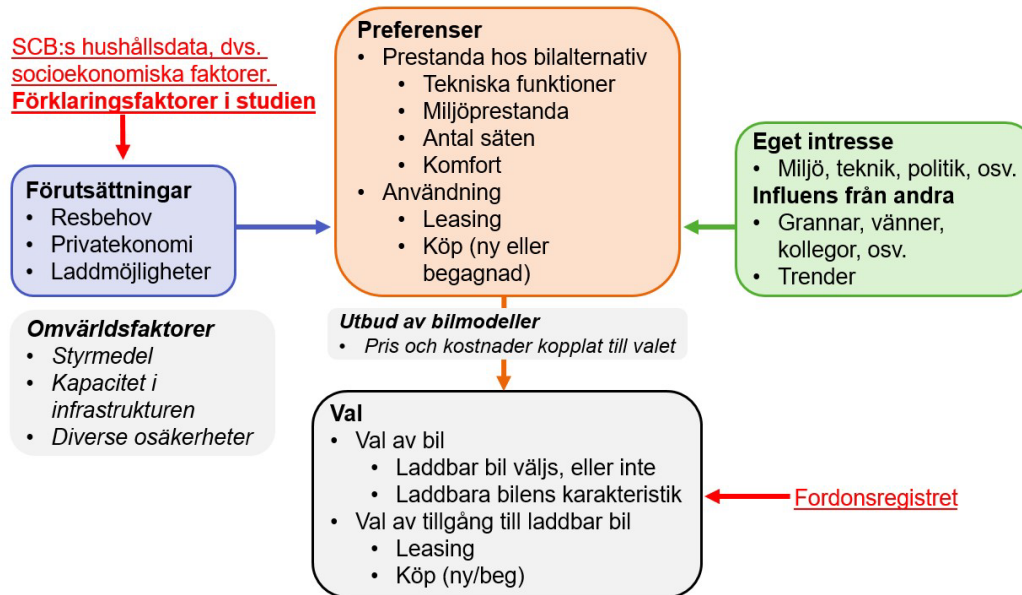 SCB:s hushållsdata, dvs.
socioekonomiska faktorer.
Förklaringsfaktorer i studien
Förutsättningar
• Resbehov
• Privatekonomi
• Laddmöjligheter
Omvärldsfaktorer
• Styrmedel
• Kapacitet i
infrastrukturen
• Diverse osäkerheter
Preferenser
• Prestanda hos bilalternativ
• Tekniska funktioner
• Miljöprestanda
• Antal säten
• Komfort
• Användning
• Leasing
• Köp (ny eller
begagnad)
Eget intresse
• Miljö, teknik, politik, osv.
Influens från andra
• Grannar, vänner,
kollegor, osv.
• Trender
Utbud av bilmodeller
• Pris och kostnader kopplat till valet
Val
• Val av bil
• Laddbar bil väljs, eller inte
• Laddbara bilens karakteristik
• Val av tillgång till laddbar bil
• Leasing
• Köp (ny/beg)
Fordonsregistret